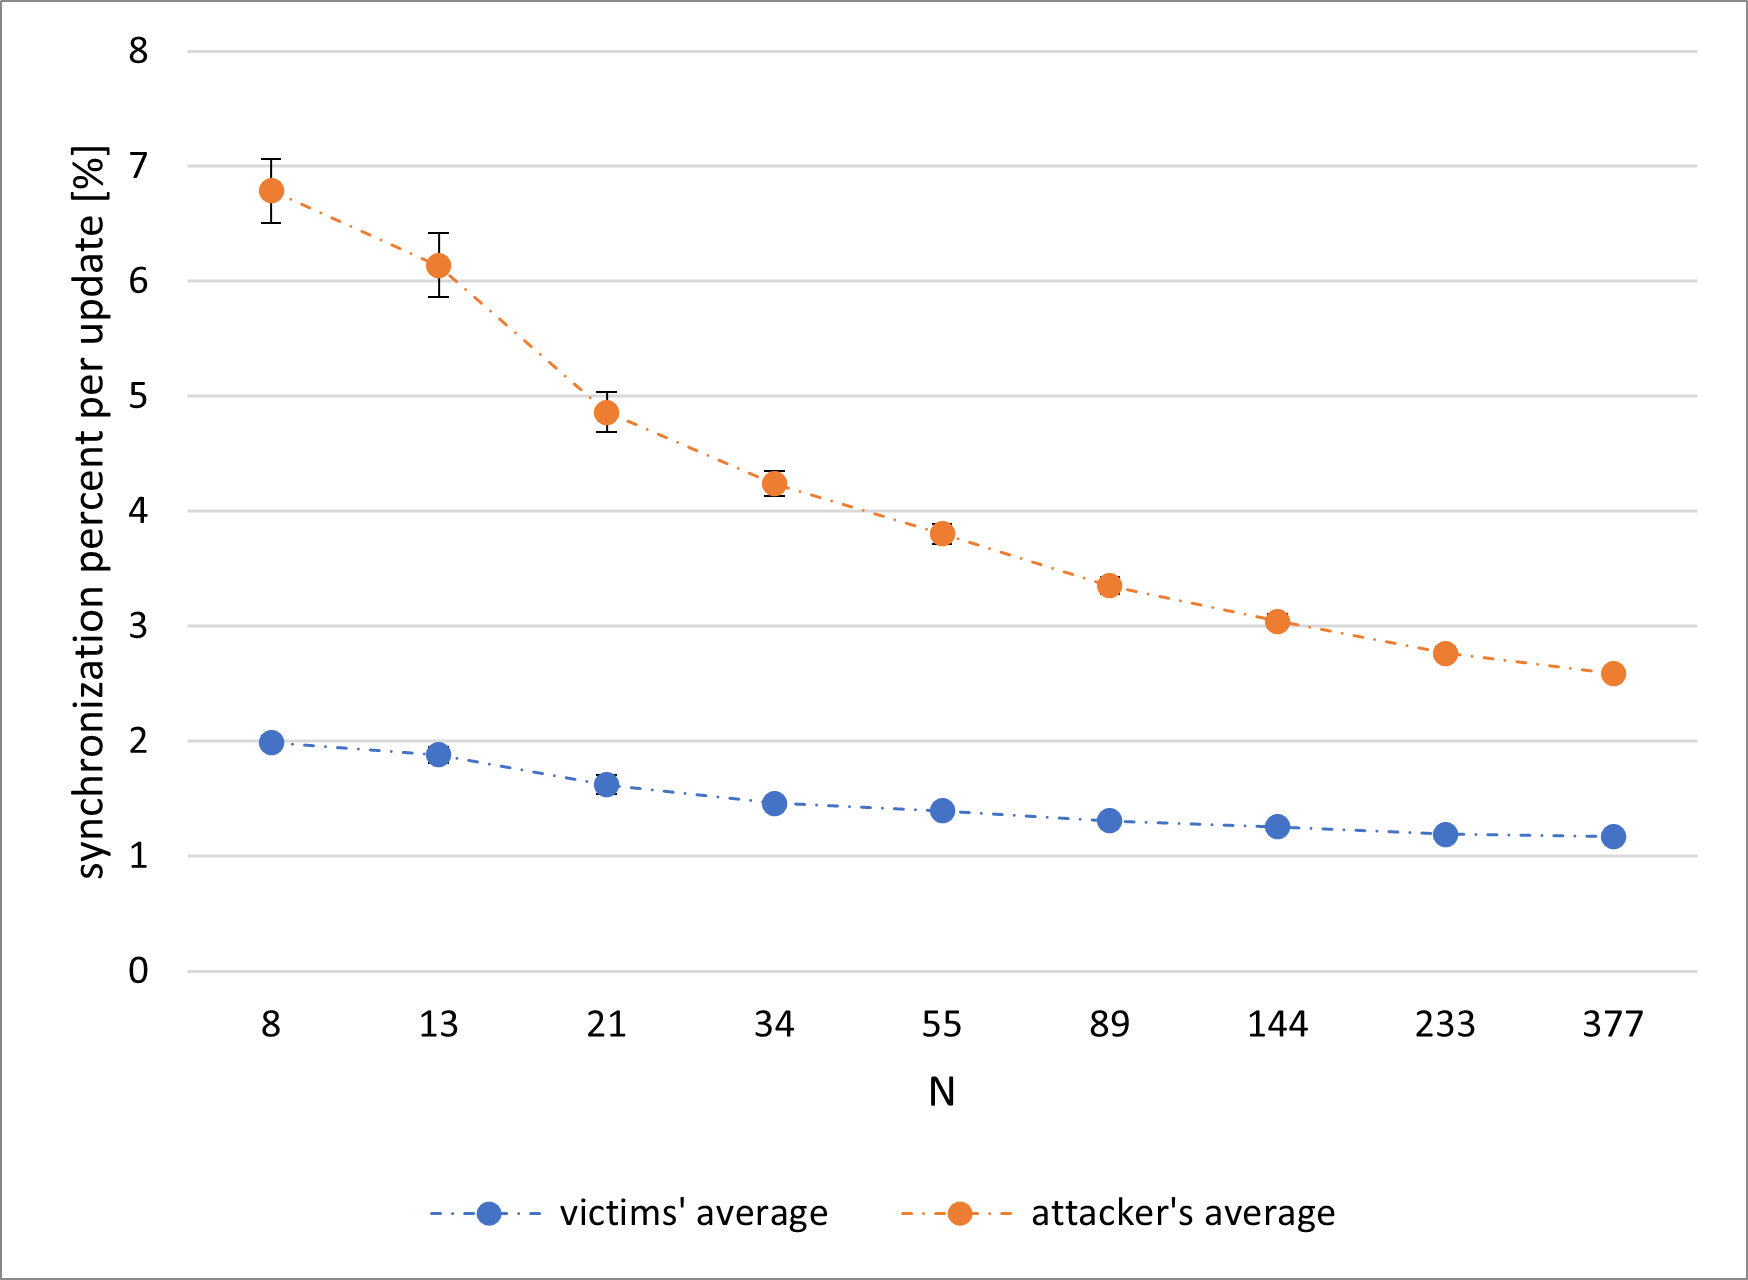 synchronization percent per update [%]
8
7
6
5
4
3
2
1
0
8 13 21 34 55 89 144 233 377
N
victims' average attacker's average